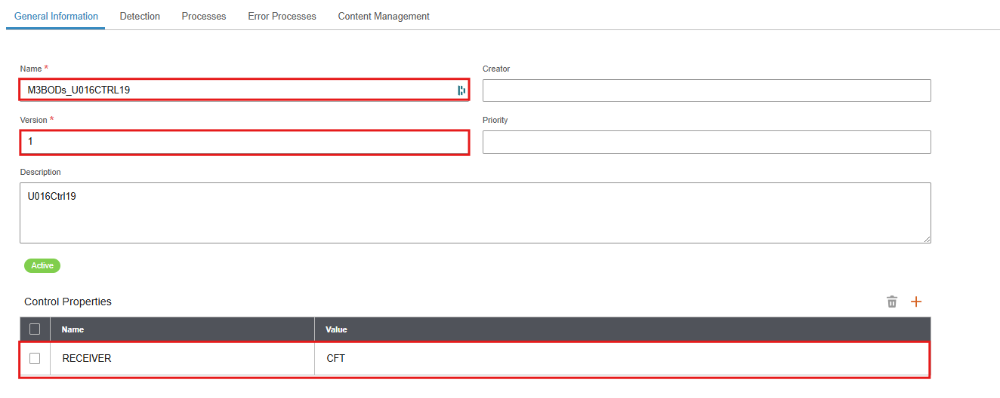 General Information Detection Processes Error Processes Content Management
Name * Creator
M3BODs_U016CTRL19
Version * Priority
1
Description
U016Ctrl19
Active
Control Properties
Name Value
RECEIVER CFT